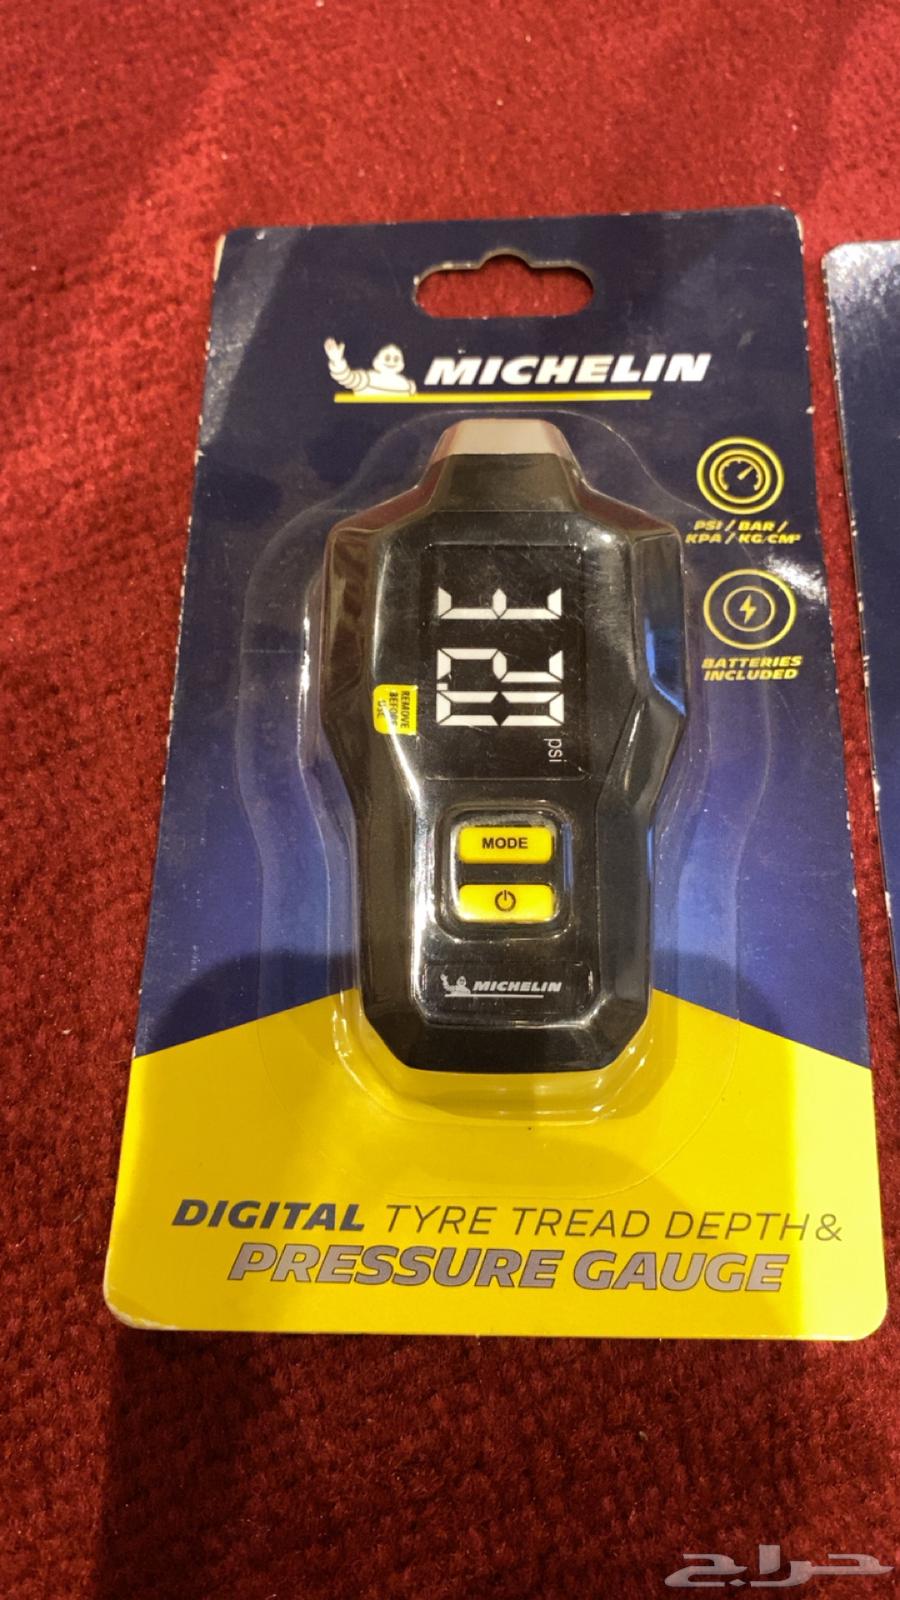 MICHELIN
PSI / BAR /
KPA / KG/CM²
BATTERIES
INCLUDED
REMOVE
BEFORE
USE
psi
MODE
MICHELIN
DIGITAL TYRE TREAD DEPTH &
PRESSURE GAUGE
حراج